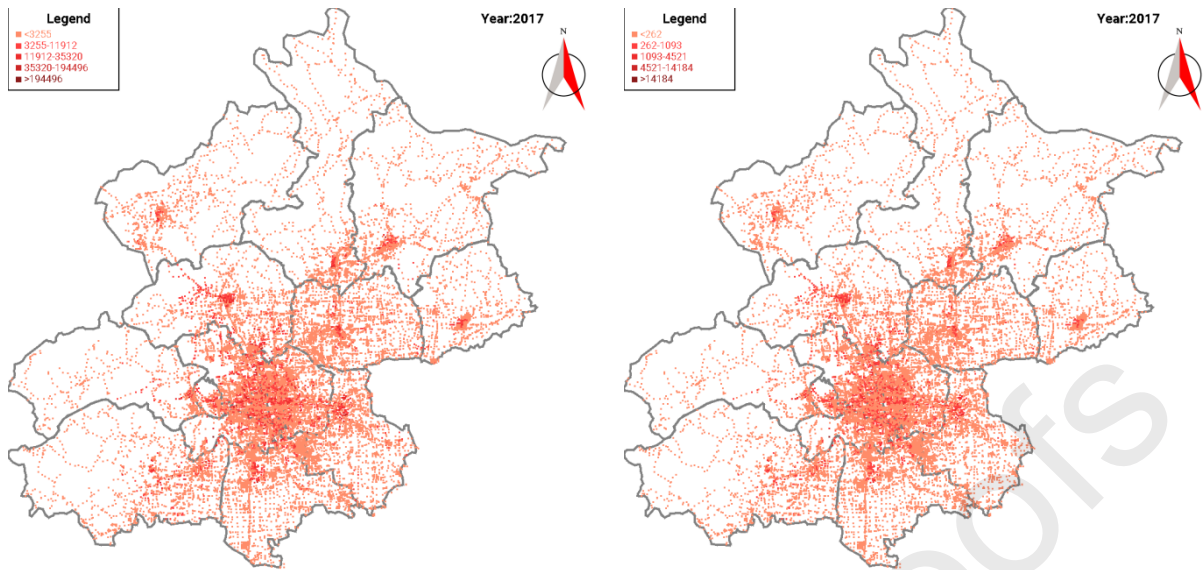 Legend
<3255
3255-11912
11912-35320
35320-194496
>194496
Year:2017
N
Legend
<262
262-1093
1093-4521
4521-14184
>14184
Year:2017
N
oofs